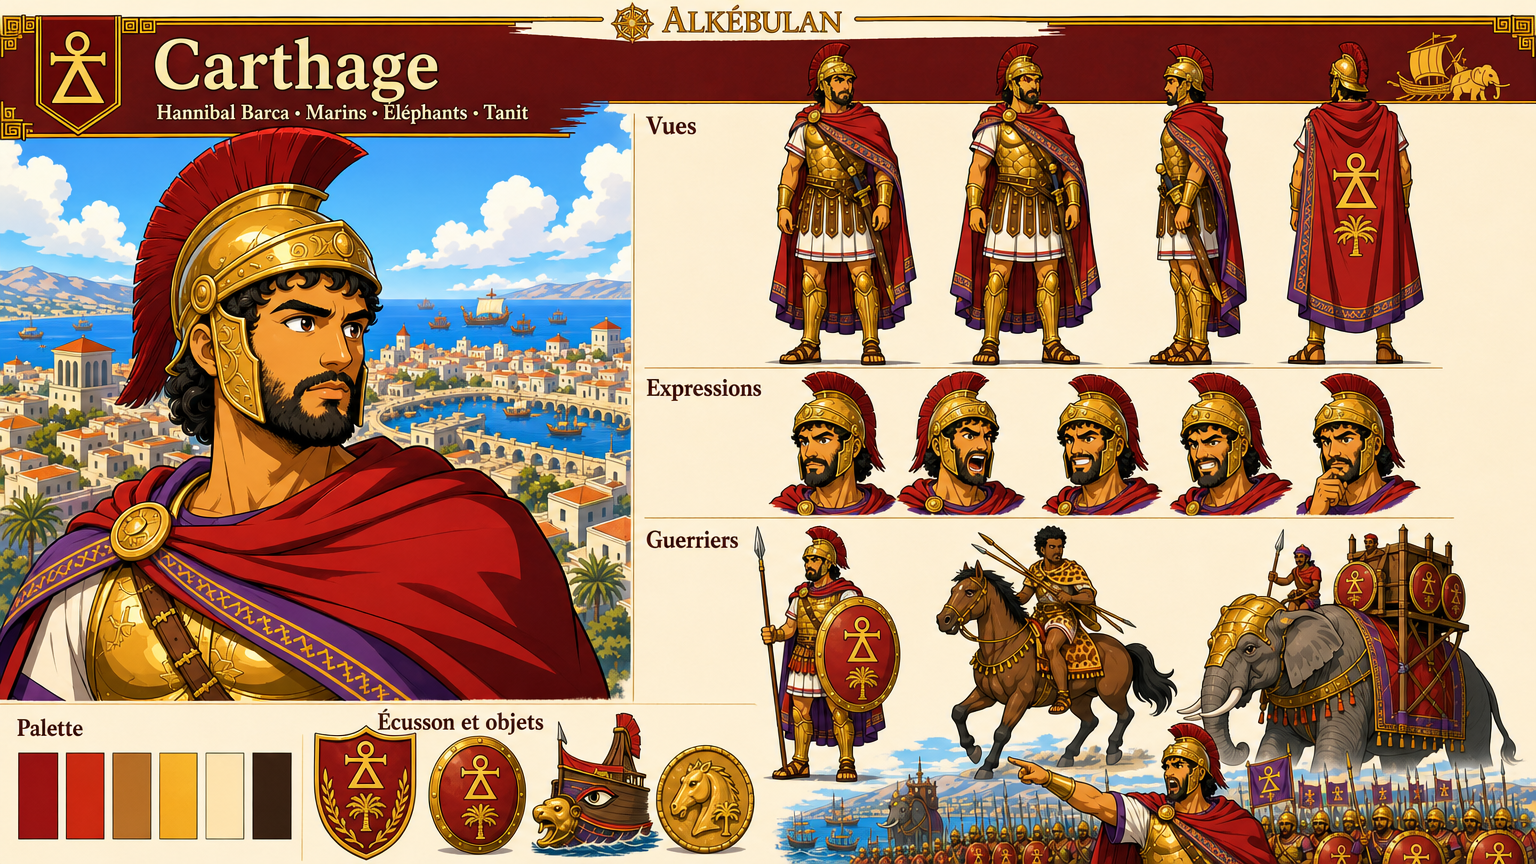 ALKÉBULAN
Carthage
Hannibal Barca • Marins • Éléphants • Tanit
Vues
Expressions
Guerriers
Palette
Écusson et objets